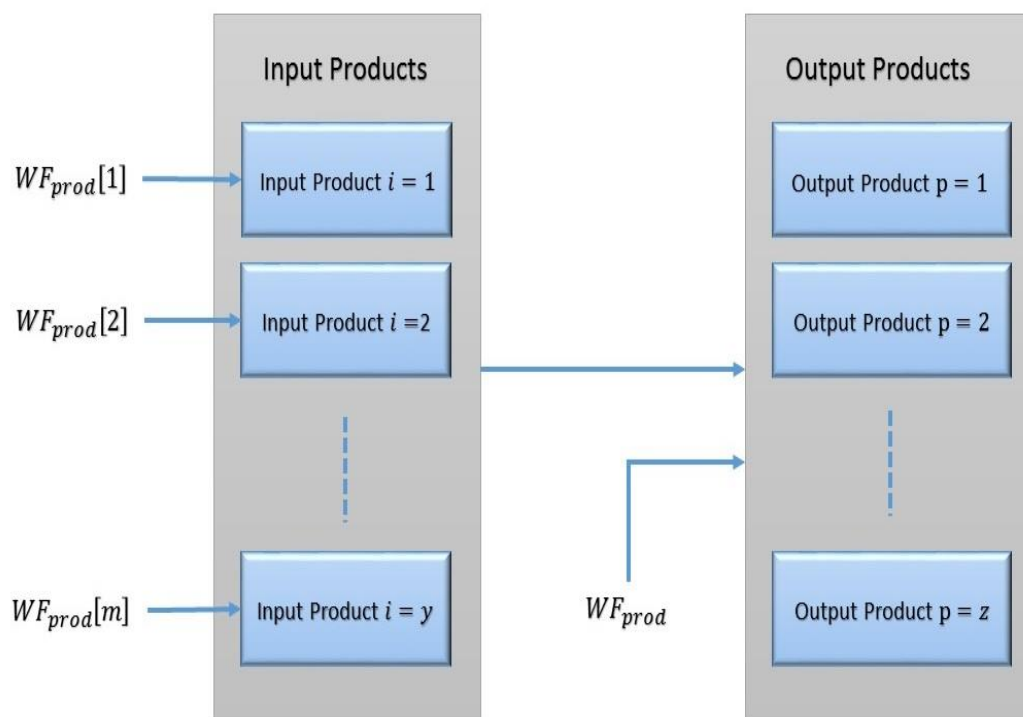 Input Products
Output Products
WF_prod[1]
Input Product i = 1
Output Product p = 1
WF_prod[2]
Input Product i =2
Output Product p = 2
WF_prod[m]
Input Product i = y
WF_prod
Output Product p = z